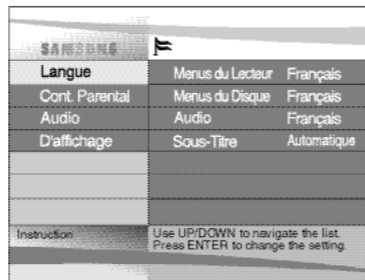 SAMSUNG
Langue Menus du Lecteur Français
Cont. Parental Menus du Disque Français
Audio Audio Français
D'affichage Sous-Titre Automatique
Instruction Use UP/DOWN to navigate the list.
Press ENTER to change the setting.